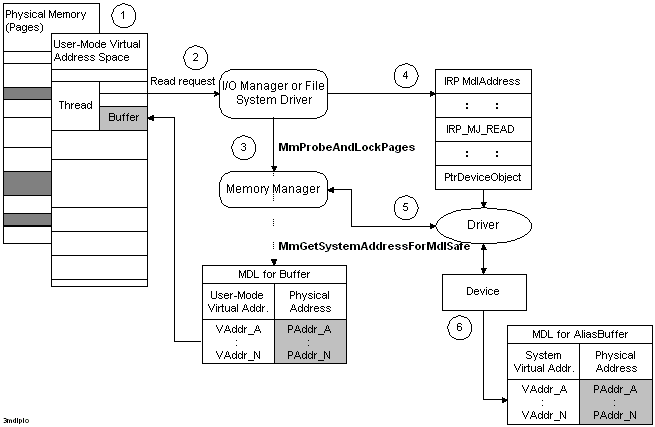 Physical Memory
(Pages)
1
User-Mode Virtual
Address Space
2
Read request
Thread
Buffer
I/O Manager or File
System Driver
4
IRP MdlAddress
: :
IRP_MJ_READ
: :
PtrDeviceObject
3
MmProbeAndLockPages
Memory Manager
5
Driver
MmGetSystemAddressForMdlSafe
MDL for Buffer
User-Mode Physical
Virtual Addr. Address
VAddr_A PAddr_A
: :
VAddr_N PAddr_N
Device
6
MDL for AliasBuffer
System Physical
Virtual Addr. Address
VAddr_A PAddr_A
: :
VAddr_N PAddr_N
3mdlpio